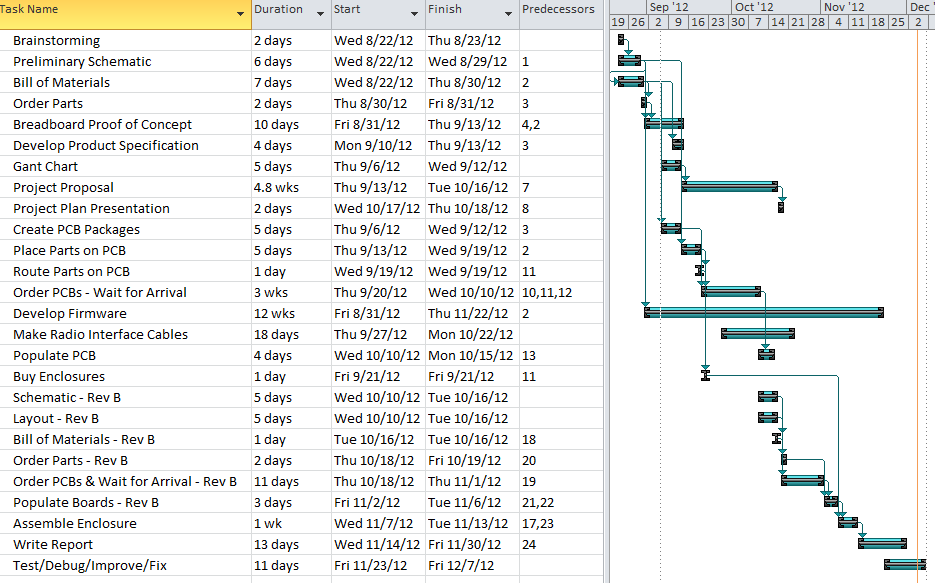 Task Name Duration Start Finish Predecessors
Sep '12 Oct '12 Nov '12 Dec '
19 26 2 9 16 23 30 7 14 21 28 4 11 18 25 2
Brainstorming 2 days Wed 8/22/12 Thu 8/23/12
Preliminary Schematic 6 days Wed 8/22/12 Wed 8/29/12 1
Bill of Materials 7 days Wed 8/22/12 Thu 8/30/12 2
Order Parts 2 days Thu 8/30/12 Fri 8/31/12 3
Breadboard Proof of Concept 10 days Fri 8/31/12 Thu 9/13/12 4,2
Develop Product Specification 4 days Mon 9/10/12 Thu 9/13/12 3
Gant Chart 5 days Thu 9/6/12 Wed 9/12/12
Project Proposal 4.8 wks Thu 9/13/12 Tue 10/16/12 7
Project Plan Presentation 2 days Wed 10/17/12 Thu 10/18/12 8
Create PCB Packages 5 days Thu 9/6/12 Wed 9/12/12 3
Place Parts on PCB 5 days Thu 9/13/12 Wed 9/19/12 2
Route Parts on PCB 1 day Wed 9/19/12 Wed 9/19/12 11
Order PCBs - Wait for Arrival 3 wks Thu 9/20/12 Wed 10/10/12 10,11,12
Develop Firmware 12 wks Fri 8/31/12 Thu 11/22/12 2
Make Radio Interface Cables 18 days Thu 9/27/12 Mon 10/22/12
Populate PCB 4 days Wed 10/10/12 Mon 10/15/12 13
Buy Enclosures 1 day Fri 9/21/12 Fri 9/21/12 11
Schematic - Rev B 5 days Wed 10/10/12 Tue 10/16/12
Layout - Rev B 5 days Wed 10/10/12 Tue 10/16/12
Bill of Materials - Rev B 1 day Tue 10/16/12 Tue 10/16/12 18
Order Parts - Rev B 2 days Thu 10/18/12 Fri 10/19/12 20
Order PCBs & Wait for Arrival - Rev B 11 days Thu 10/18/12 Thu 11/1/12 19
Populate Boards - Rev B 3 days Fri 11/2/12 Tue 11/6/12 21,22
Assemble Enclosure 1 wk Wed 11/7/12 Tue 11/13/12 17,23
Write Report 13 days Wed 11/14/12 Fri 11/30/12 24
Test/Debug/Improve/Fix 11 days Fri 11/23/12 Fri 12/7/12